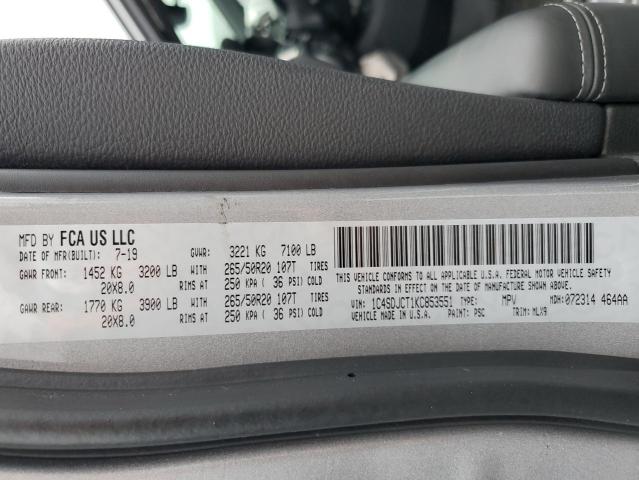 MFD BY FCA US LLC
DATE OF MFR(BUILT): 7-19
GVWR: 3221 KG 7100 LB
GAWR FRONT: 1452 KG 3200 LB WITH 265/50R20 107T TIRES
20X8.0 RIMS AT 250 KPA ( 36 PSI) COLD
GAWR REAR: 1770 KG 3900 LB WITH 265/50R20 107T TIRES
20X8.0 RIMS AT 250 KPA ( 36 PSI) COLD
THIS VEHICLE CONFORMS TO ALL APPLICABLE U.S.A. FEDERAL MOTOR VEHICLE SAFETY
STANDARDS IN EFFECT ON THE DATE OF MANUFACTURE SHOWN ABOVE.
VIN: 1C4SDJCT1KC853551 TYPE: MPV MDH: 072314 464AA
VEHICLE MADE IN U.S.A. PAINT: PSC TRIM: MLX9